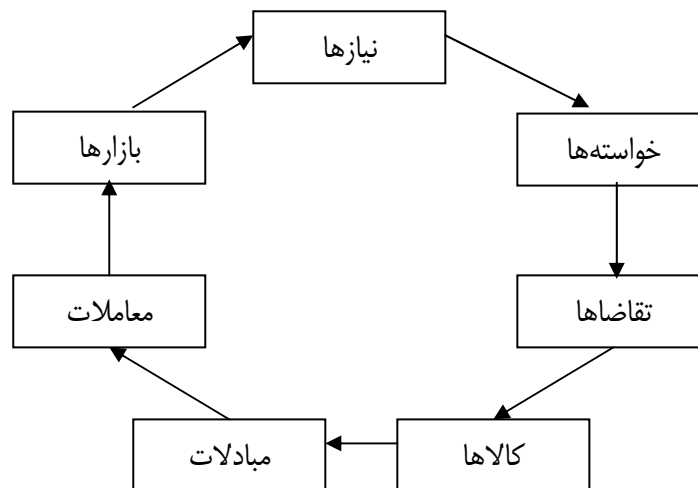 نیازها
خواسته‌ها
تقاضاها
کالاها
مبادلات
معاملات
بازارها